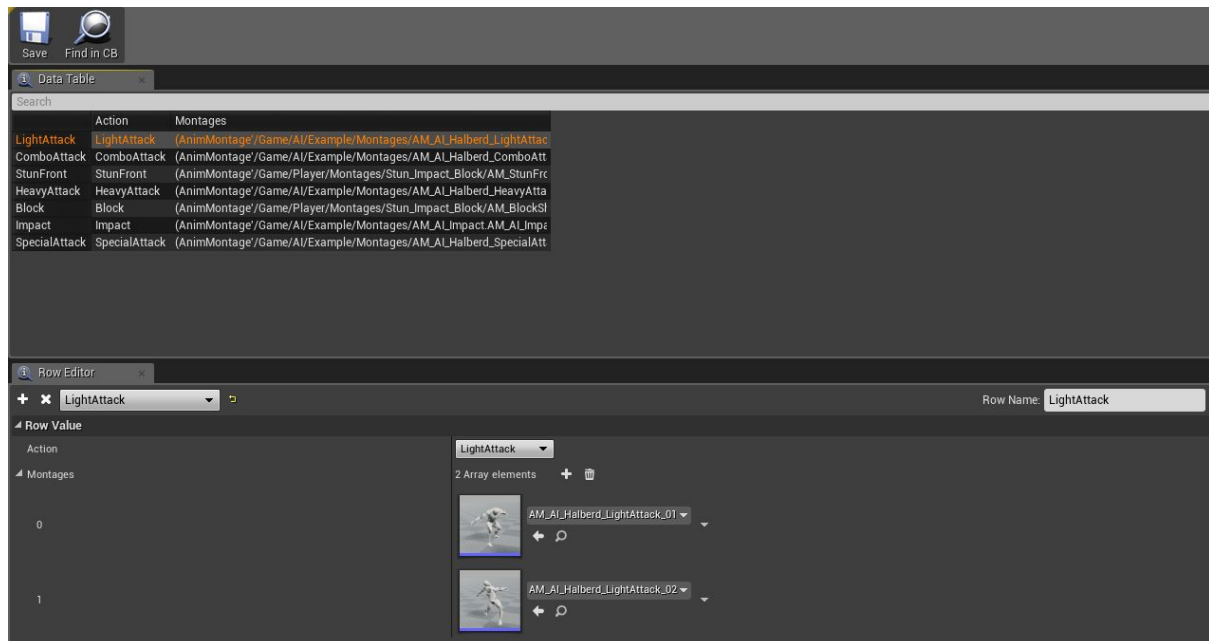 Save Find in CB
Data Table
Search
Action Montages
LightAttack LightAttack (AnimMontage'/Game/AI/Example/Montages/AM_AI_Halberd_LightAttac
ComboAttack ComboAttack (AnimMontage'/Game/AI/Example/Montages/AM_AI_Halberd_ComboAtt
StunFront StunFront (AnimMontage'/Game/Player/Montages/Stun_Impact_Block/AM_StunFrc
HeavyAttack HeavyAttack (AnimMontage'/Game/AI/Example/Montages/AM_AI_Halberd_HeavyAtta
Block Block (AnimMontage'/Game/Player/Montages/Stun_Impact_Block/AM_BlockSl
Impact Impact (AnimMontage'/Game/AI/Example/Montages/AM_AI_Impact.AM_AI_Impa
SpecialAttack SpecialAttack (AnimMontage'/Game/AI/Example/Montages/AM_AI_Halberd_SpecialAtt
Row Editor
LightAttack Row Name: LightAttack
Row Value
Action LightAttack
Montages 2 Array elements
0 AM_AI_Halberd_LightAttack_01
1 AM_AI_Halberd_LightAttack_02